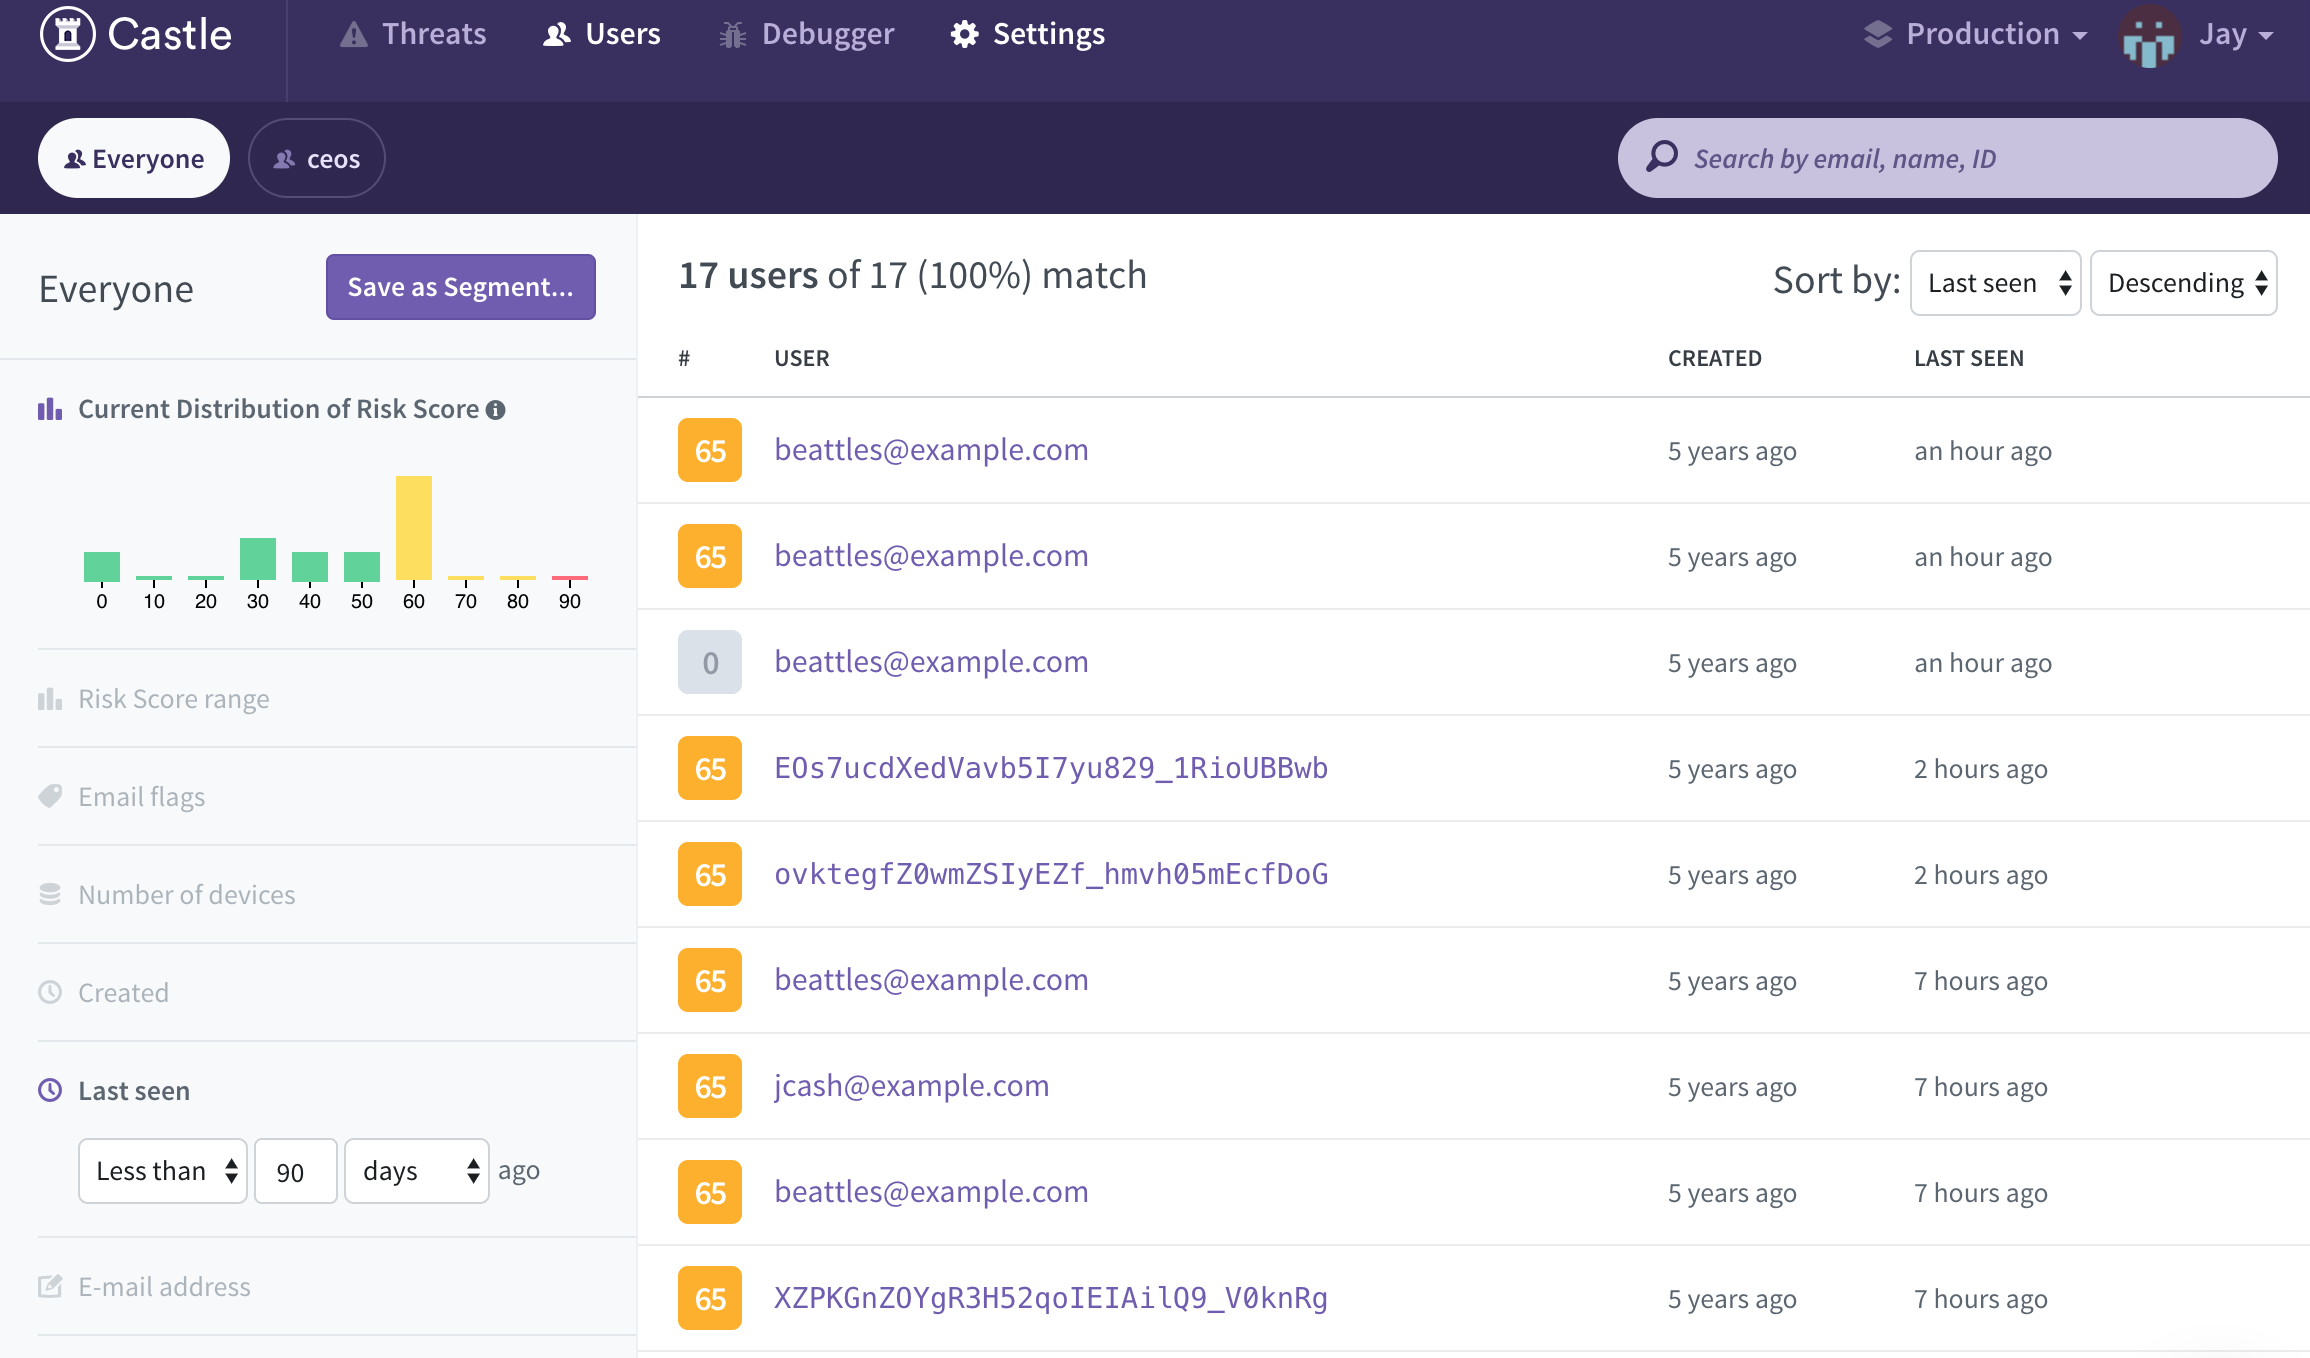 Castle
Threats
Users
Debugger
Settings
Production
Jay
Everyone
ceos
Search by email, name, ID
Everyone
Save as Segment...
Current Distribution of Risk Score
0 10 20 30 40 50 60 70 80 90
Risk Score range
Email flags
Number of devices
Created
Last seen
Less than 90 days ago
E-mail address
17 users of 17 (100%) match
Sort by: Last seen Descending
# USER CREATED LAST SEEN
65 beattles@example.com 5 years ago an hour ago
65 beattles@example.com 5 years ago an hour ago
0 beattles@example.com 5 years ago an hour ago
65 EOs7ucdXedVavb5I7yu829_1RioUBBwb 5 years ago 2 hours ago
65 ovktegfZ0wmZSIyEZf_hmvh05mEcfDoG 5 years ago 2 hours ago
65 beattles@example.com 5 years ago 7 hours ago
65 jcash@example.com 5 years ago 7 hours ago
65 beattles@example.com 5 years ago 7 hours ago
65 XZPKGnZOYgR3H52qoIEIAilQ9_V0knRg 5 years ago 7 hours ago